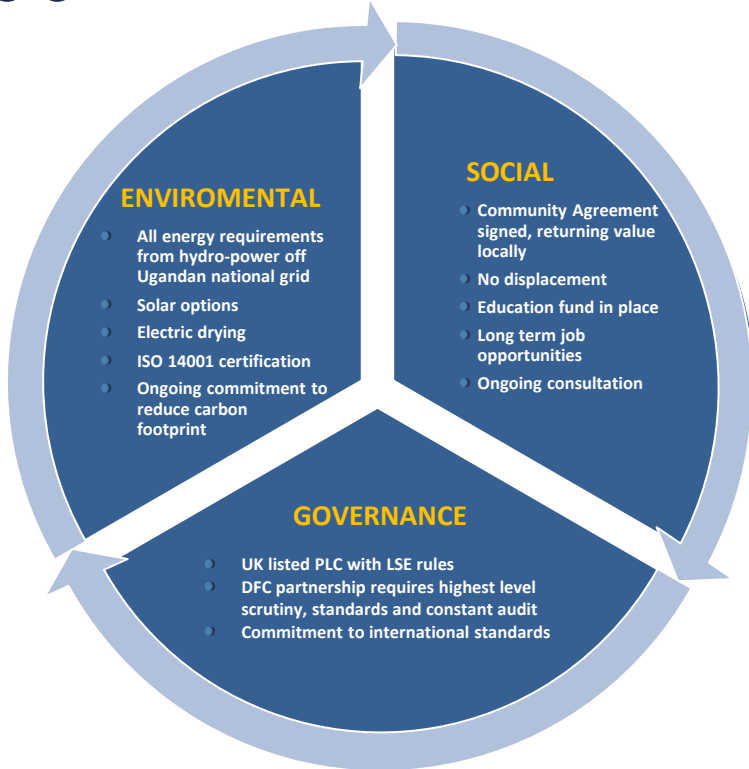 ENVIROMENTAL
All energy requirements
from hydro-power off
Ugandan national grid
Solar options
Electric drying
ISO 14001 certification
Ongoing commitment to
reduce carbon
footprint
SOCIAL
Community Agreement
signed, returning value
locally
No displacement
Education fund in place
Long term job
opportunities
Ongoing consultation
GOVERNANCE
UK listed PLC with LSE rules
DFC partnership requires highest level
scrutiny, standards and constant audit
Commitment to international standards